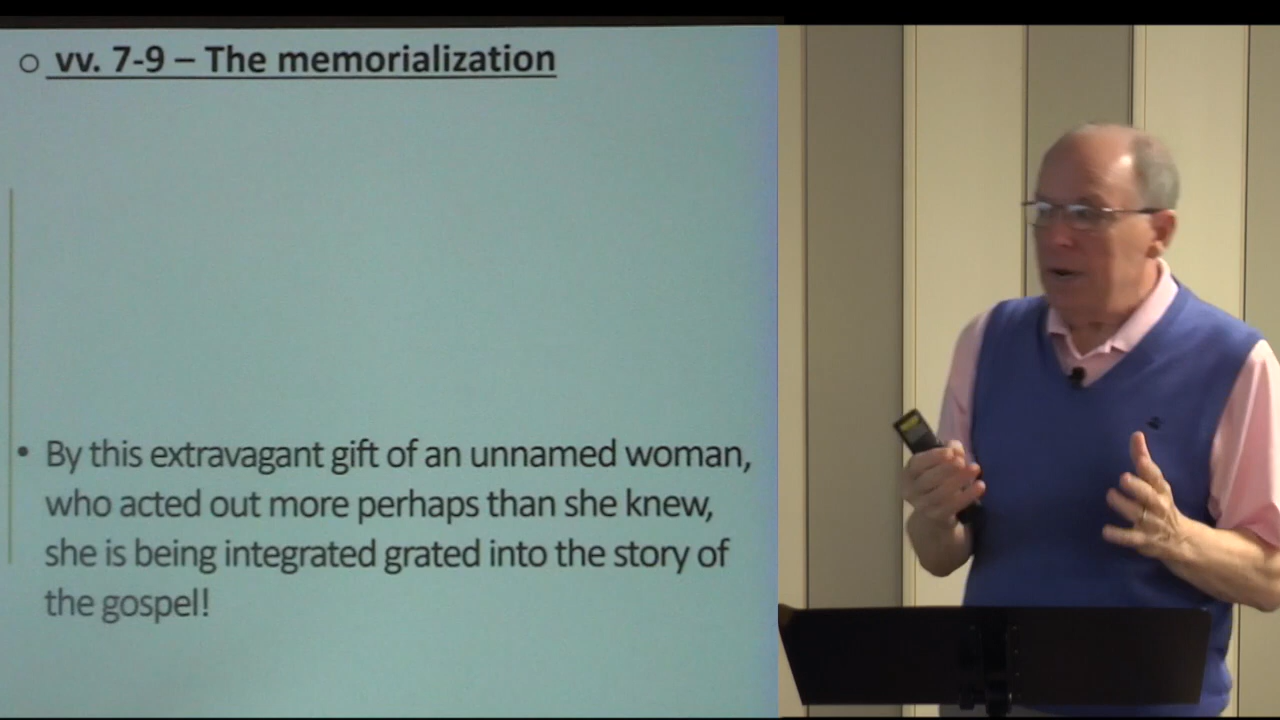 o vv. 7-9 – The memorialization
• By this extravagant gift of an unnamed woman,
who acted out more perhaps than she knew,
she is being integrated grated into the story of
the gospel!